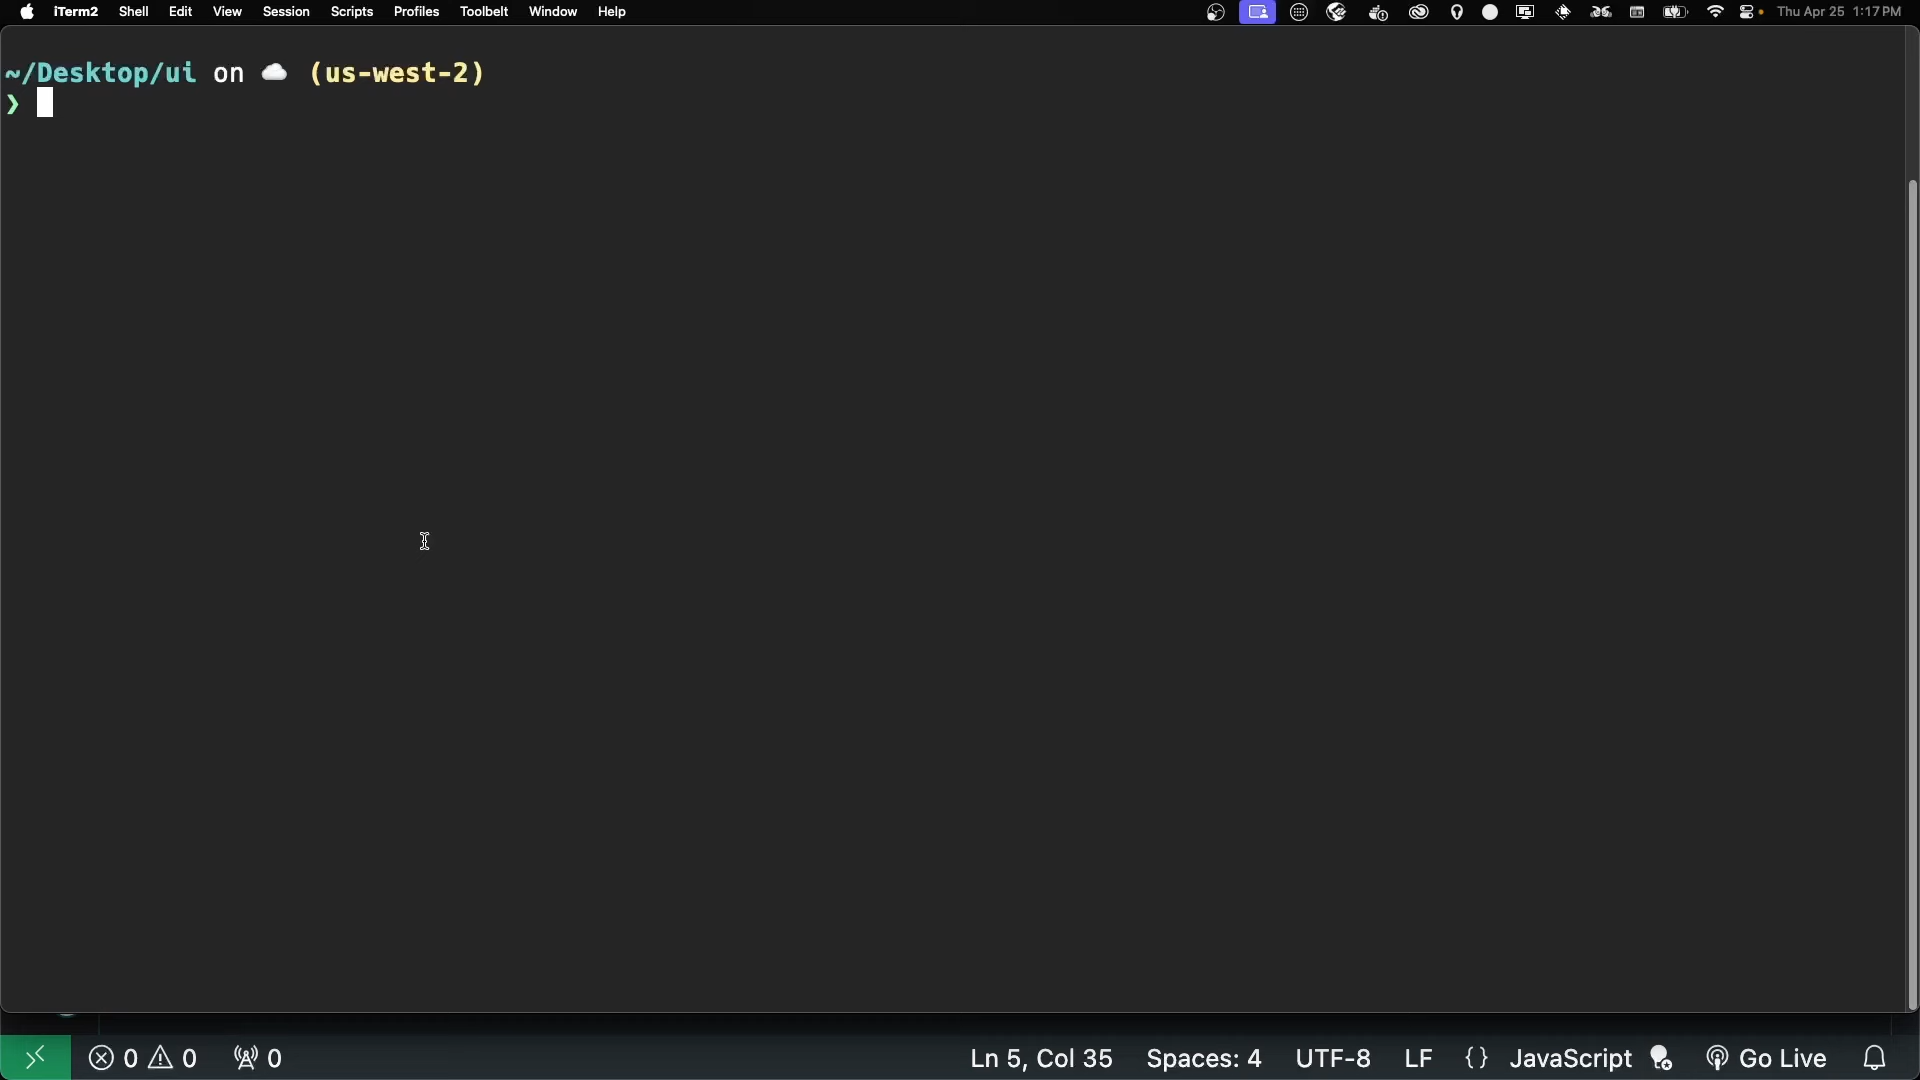 iTerm2 Shell Edit View Session Scripts Profiles Toolbelt Window Help Thu Apr 25 1:17 PM
~/Desktop/ui on ☁️ (us-west-2)
❯
0 0 0 Ln 5, Col 35 Spaces: 4 UTF-8 LF {} JavaScript Go Live